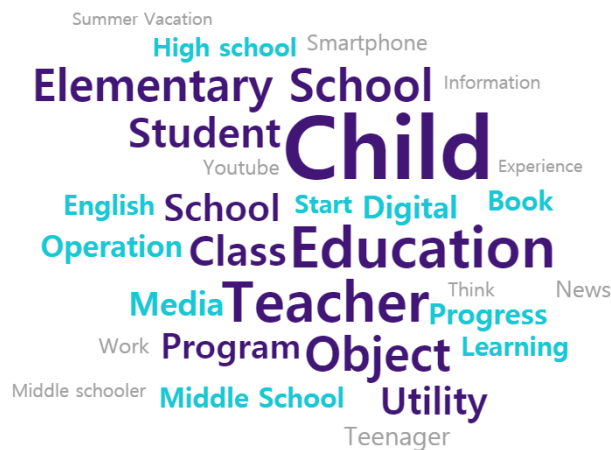 Summer Vacation
High school Smartphone
Elementary School Information
Student Child
Youtube Experience
English School Start Digital Book
Operation Class Education
Media Teacher Think News
Progress
Work Program Object Learning
Middle schooler Middle School Utility
Teenager